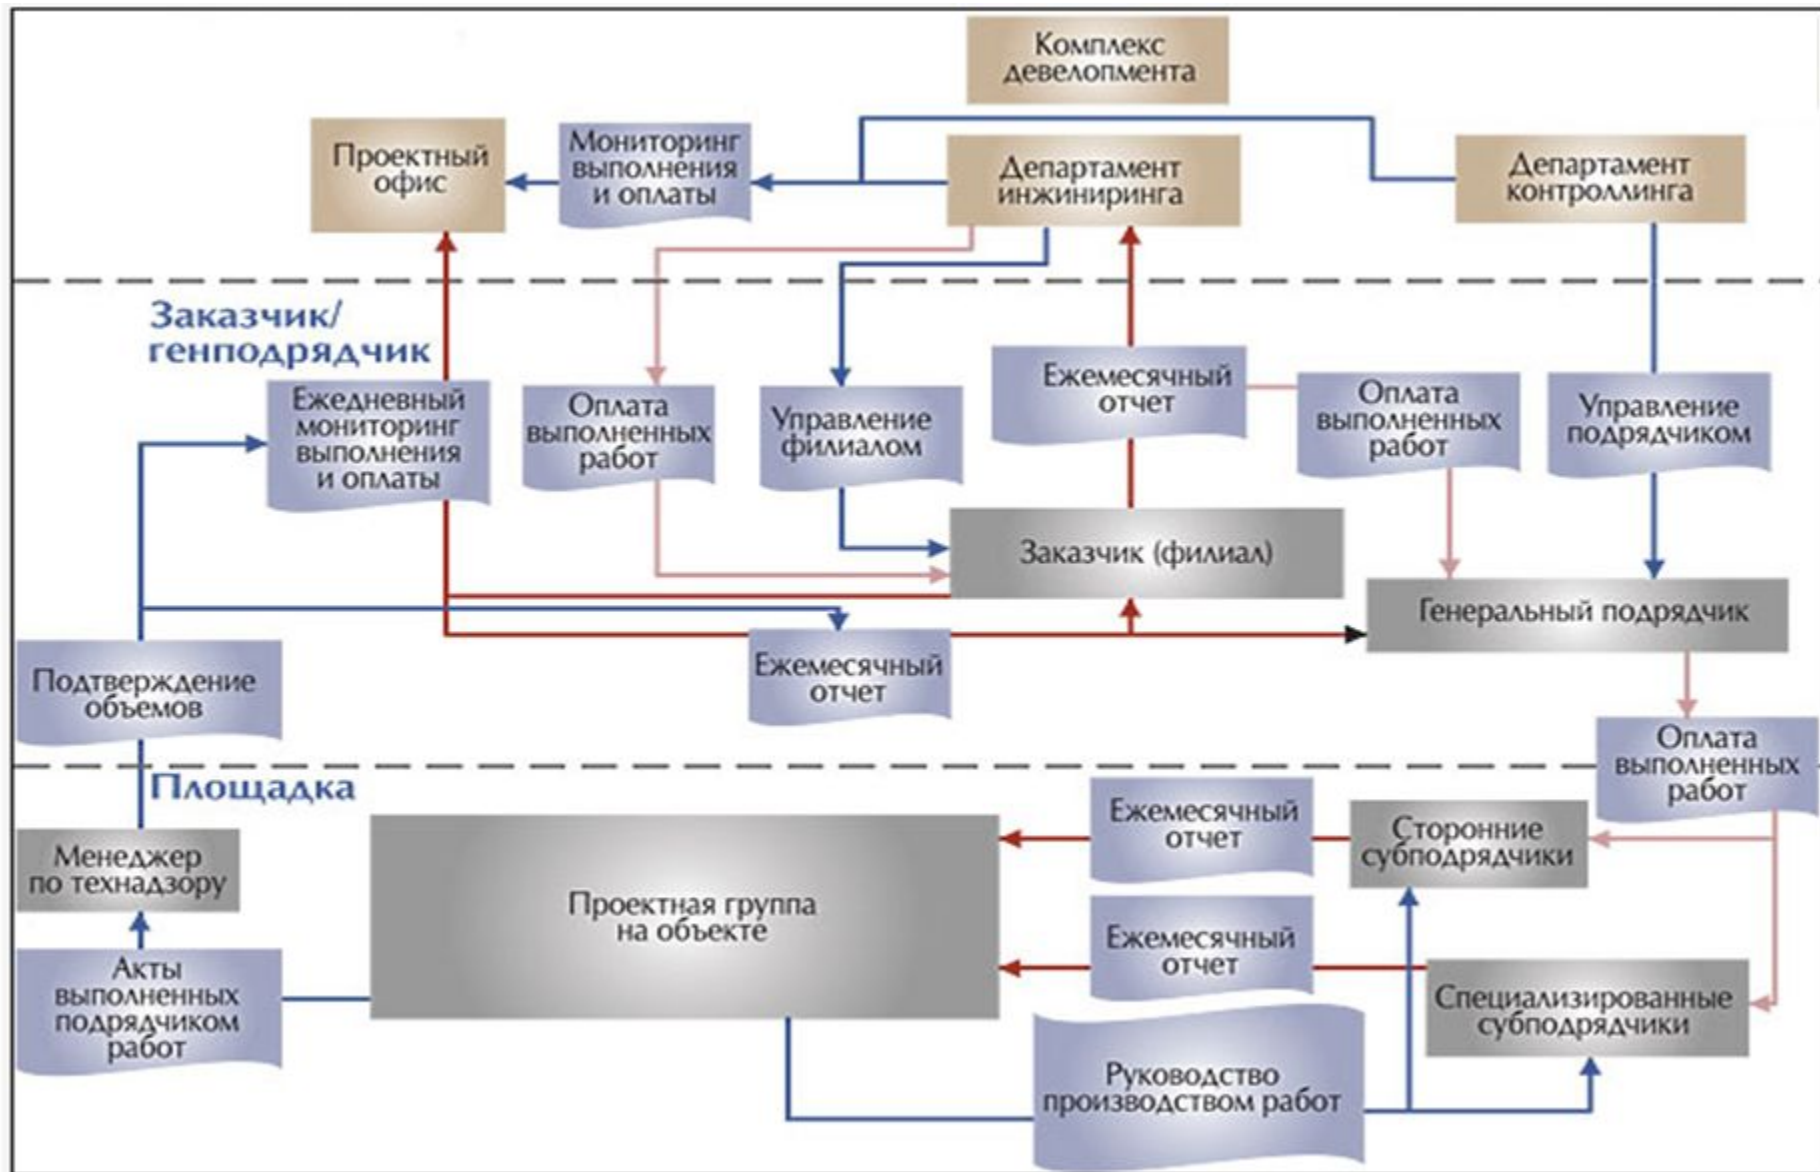 Комплекс
девелопмента
Проектный
офис
Мониторинг
выполнения
и оплаты
Департамент
инжиниринга
Департамент
контроллинга
Заказчик/
генподрядчик
Ежедневный
мониторинг
выполнения
и оплаты
Оплата
выполненных
работ
Управление
филиалом
Ежемесячный
отчет
Оплата
выполненных
работ
Управление
подрядчиком
Заказчик (филиал)
Генеральный подрядчик
Подтверждение
объемов
Ежемесячный
отчет
Оплата
выполненных
работ
Площадка
Менеджер
по технадзору
Проектная группа
на объекте
Ежемесячный
отчет
Сторонние
субподрядчики
Ежемесячный
отчет
Акты
выполненных
подрядчиком
работ
Специализированные
субподрядчики
Руководство
производством работ